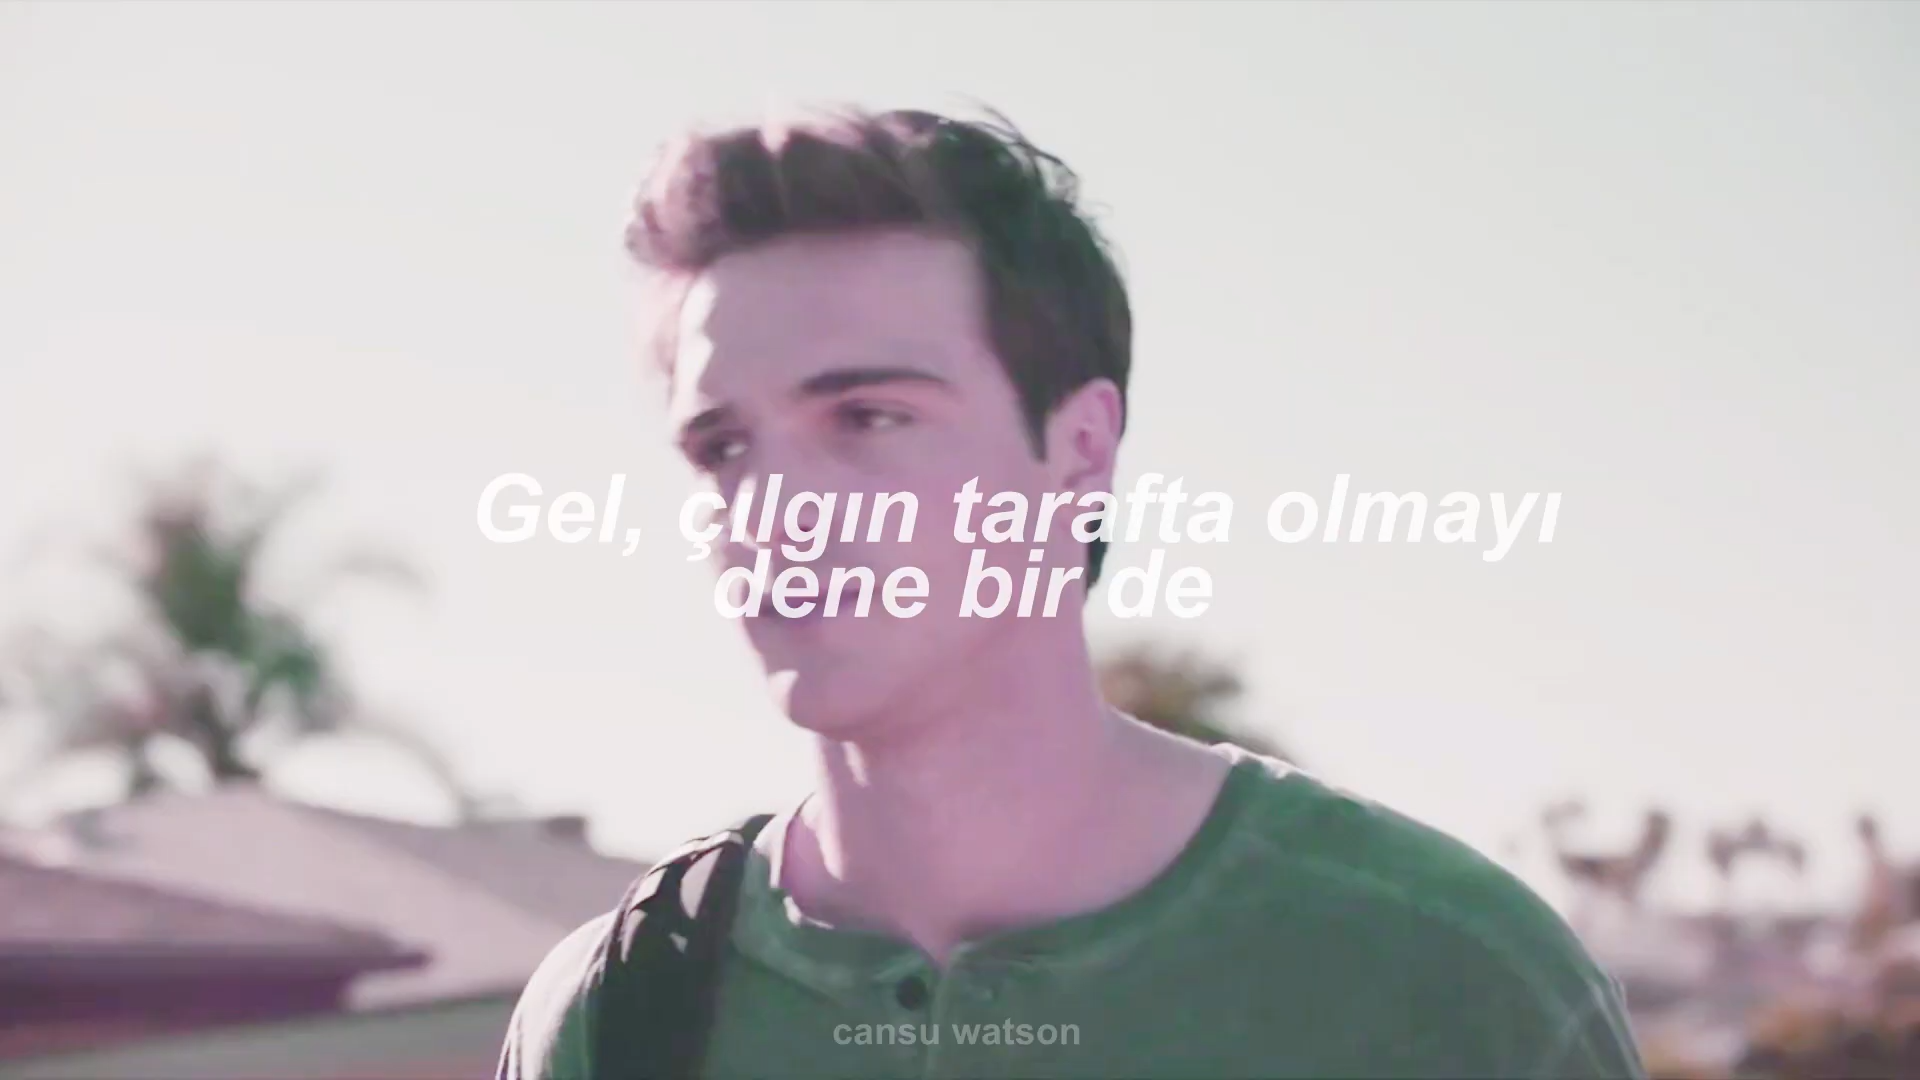 Gel, çılgın tarafta olmayı
dene bir de
cansu watson